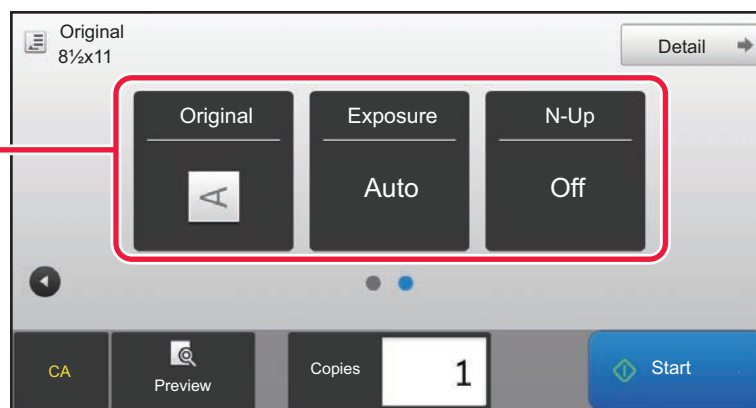 Original
8½x11
Detail
Original Exposure N-Up
A Auto Off
CA Preview Copies 1 Start